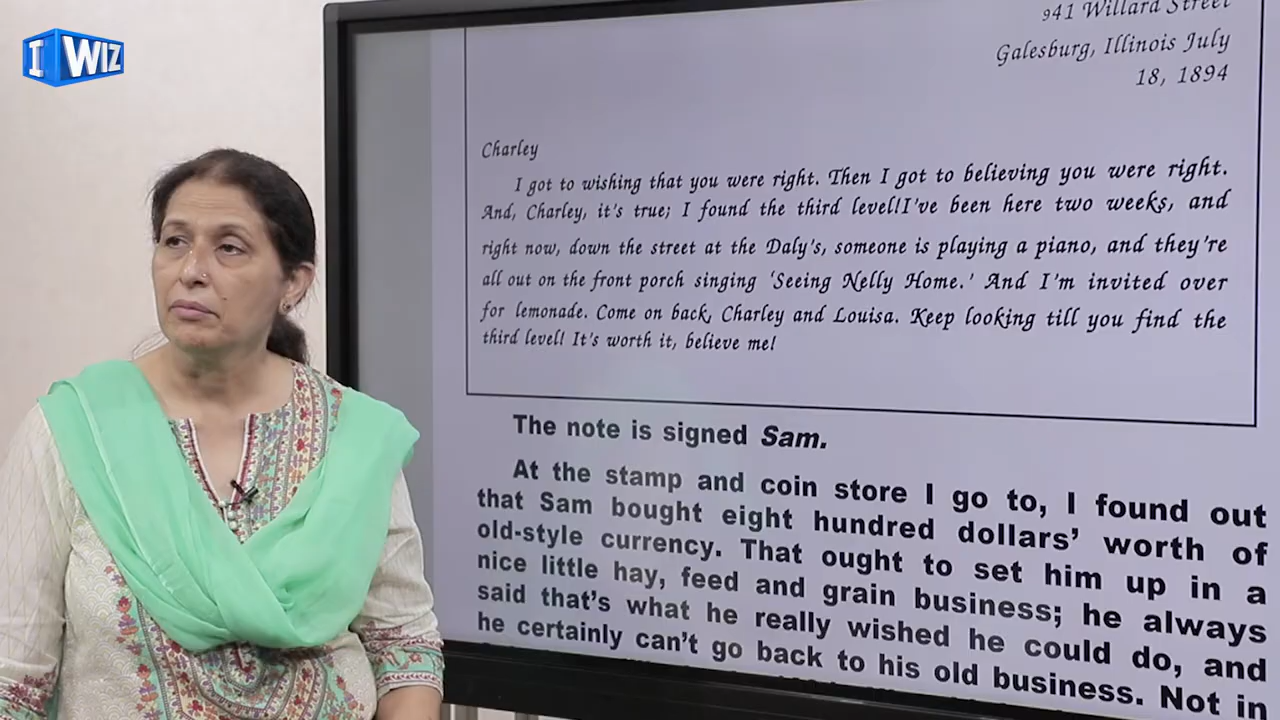 I WIZ
941 Willard Street
Galesburg, Illinois July
18, 1894
Charley
I got to wishing that you were right. Then I got to believing you were right.
And, Charley, it's true; I found the third level!I've been here two weeks, and
right now, down the street at the Daly's, someone is playing a piano, and they're
all out on the front porch singing 'Seeing Nelly Home.' And I'm invited over
for lemonade. Come on back, Charley and Louisa. Keep looking till you find the
third level! It's worth it, believe me!
The note is signed Sam.
At the stamp and coin store I go to, I found out
that Sam bought eight hundred dollars' worth of
old-style currency. That ought to set him up in a
nice little hay, feed and grain business; he always
said that's what he really wished he could do, and
he certainly can't go back to his old business. Not in